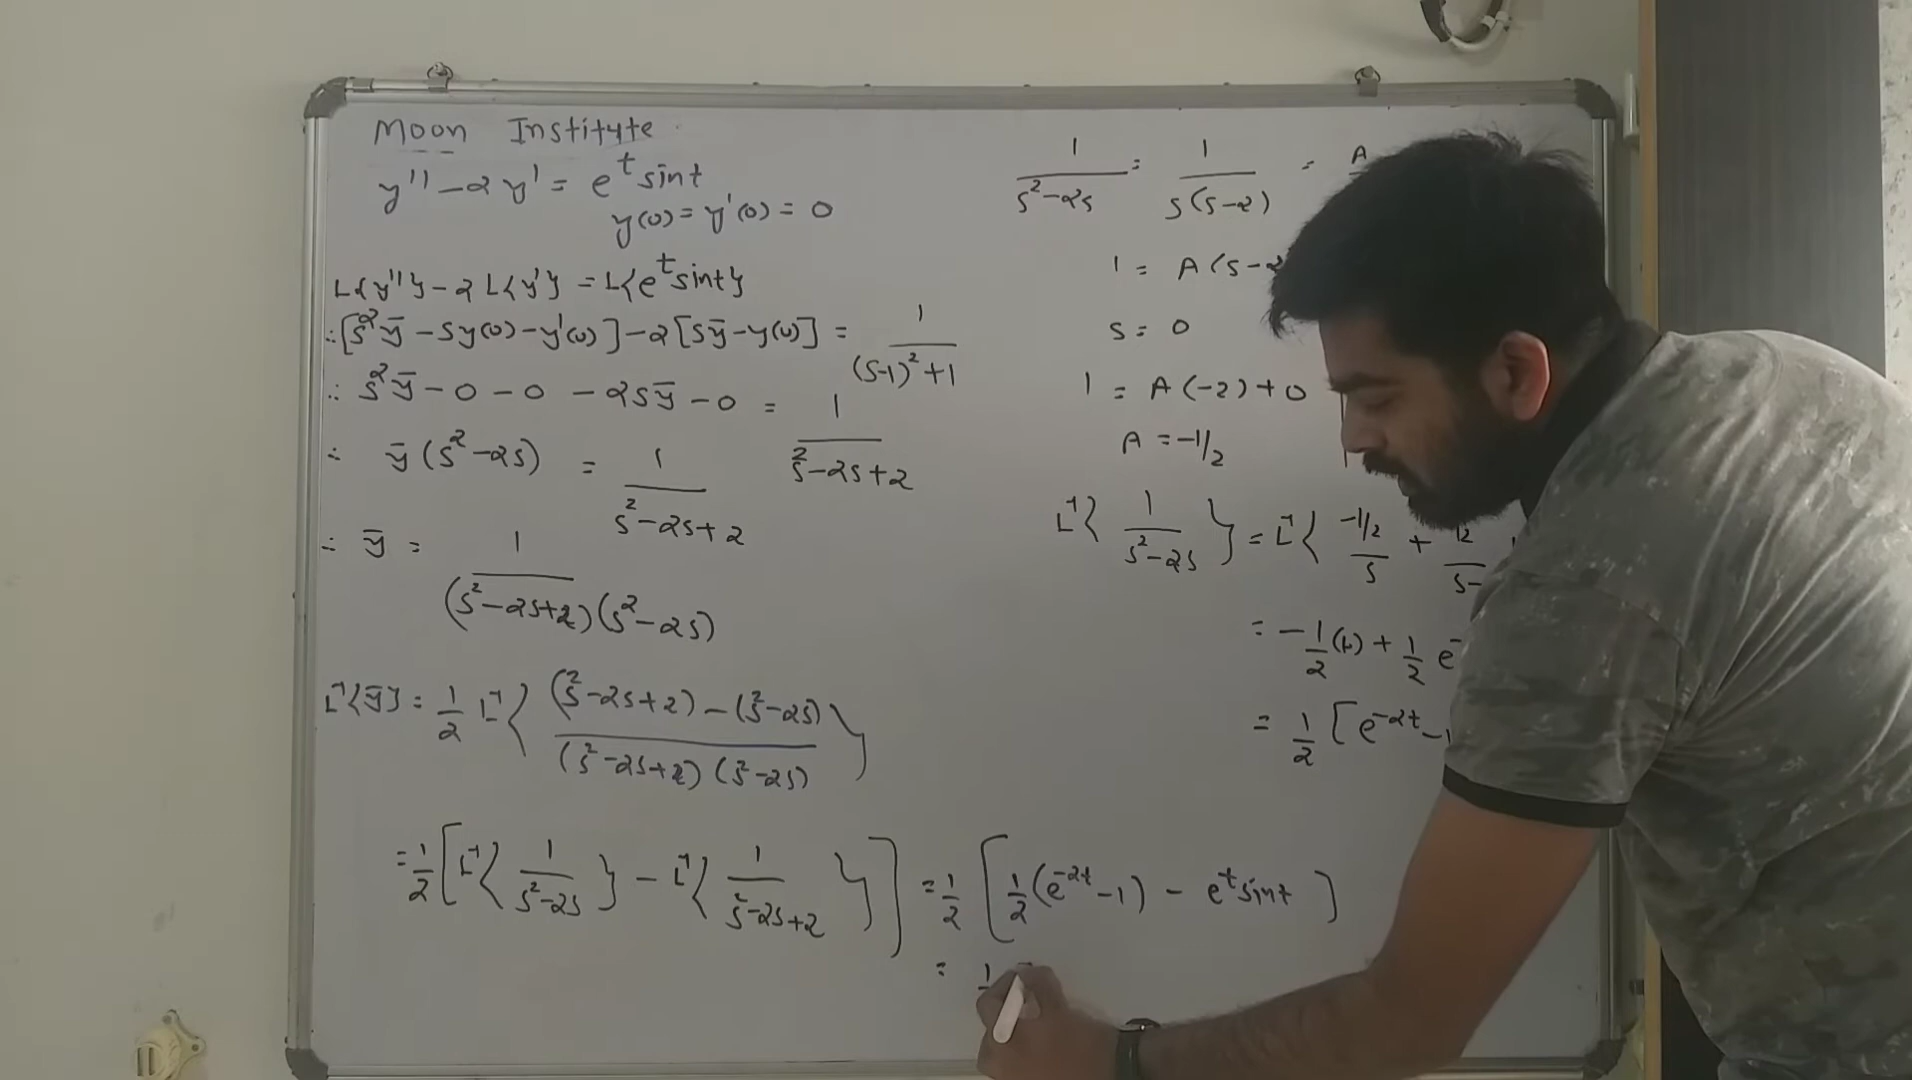 Moon Institute
y'' - 2y' = e^t sint
y(0) = y'(0) = 0
L{y''} - 2L{y'} = L{e^t sint}
∴ [s²ȳ - sy(0) - y'(0)] - 2[sȳ - y(0)] = 1/((s-1)²+1)
∴ s²ȳ - 0 - 0 - 2sȳ - 0 = 1/(s²-2s+2)
∴ ȳ(s²-2s) = 1/(s²-2s+2)
∴ ȳ = 1/((s²-2s+2)(s²-2s))
L⁻¹{ȳ} = 1/2 L⁻¹{((s²-2s+2)-(s²-2s))/((s²-2s+2)(s²-2s))}
= 1/2 [L⁻¹{1/(s²-2s)} - L⁻¹{1/(s²-2s+2)}] = 1/2 [1/2(e^-2t - 1) - e^t sint]
= 1
1/(s²-2s) = 1/(s(s-2)) = A
1 = A(s-2
s = 0
1 = A(-2)+0
A = -1/2
L⁻¹{1/(s²-2s)} = L⁻¹{(-1/2)/s + 1/2/(s-
= -1/2(1) + 1/2 e^-
= 1/2 [e^-2t - 1